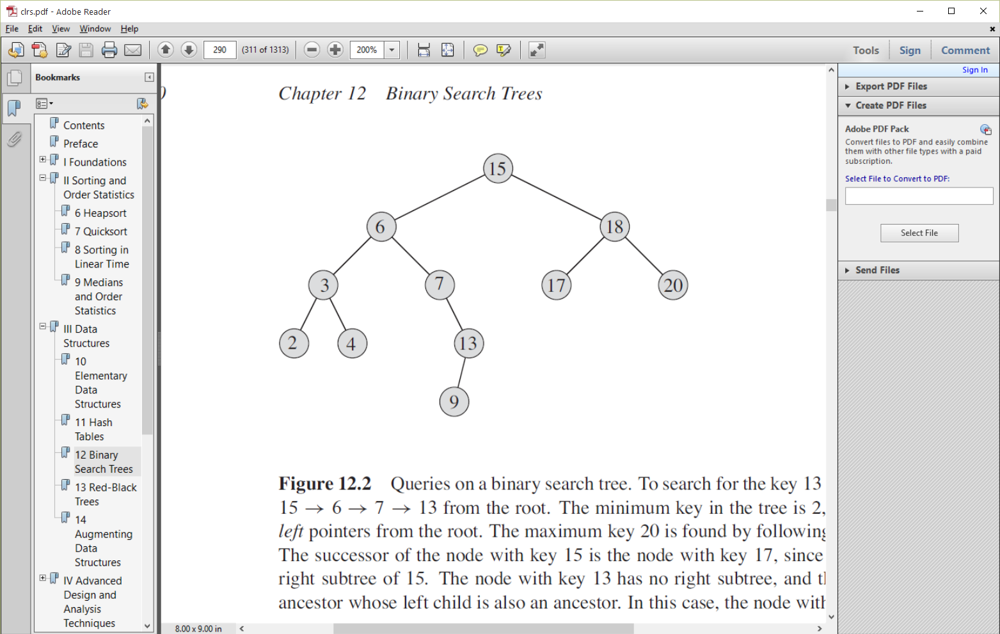 clrs.pdf - Adobe Reader
File Edit View Window Help
290 (311 of 1313) 200% Tools Sign Comment
Bookmarks
Contents
Preface
I Foundations
II Sorting and
Order Statistics
6 Heapsort
7 Quicksort
8 Sorting in
Linear Time
9 Medians
and Order
Statistics
III Data
Structures
10
Elementary
Data
Structures
11 Hash
Tables
12 Binary
Search Trees
13 Red-Black
Trees
14
Augmenting
Data
Structures
IV Advanced
Design and
Analysis
Techniques
Chapter 12 Binary Search Trees
15
6 18
3 7 17 20
2 4 13
9
Figure 12.2 Queries on a binary search tree. To search for the key 13
15 → 6 → 7 → 13 from the root. The minimum key in the tree is 2,
left pointers from the root. The maximum key 20 is found by following
The successor of the node with key 15 is the node with key 17, since
right subtree of 15. The node with key 13 has no right subtree, and
ancestor whose left child is also an ancestor. In this case, the node with
8.00 x 9.00 in
Sign In
Export PDF Files
Create PDF Files
Adobe PDF Pack
Convert files to PDF and easily combine
them with other file types with a paid
subscription.
Select File to Convert to PDF:
Select File
Send Files